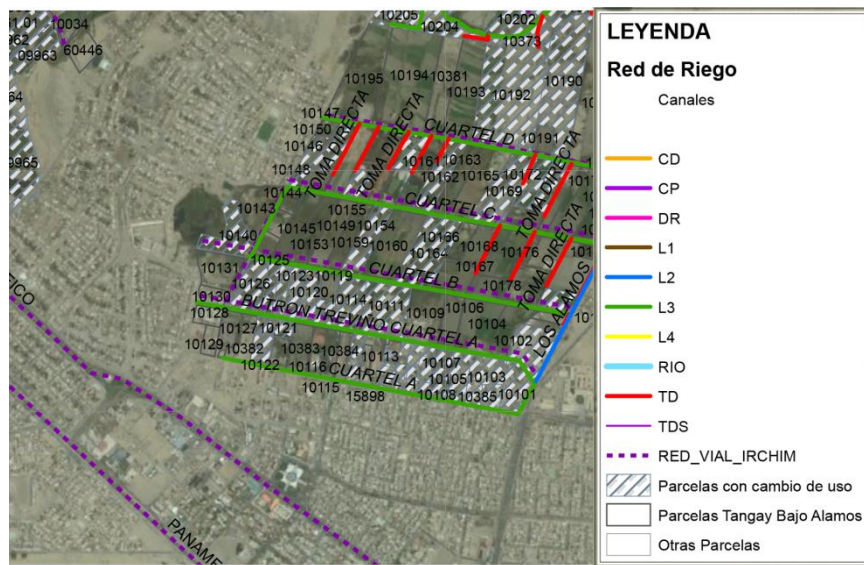 10034
60446
09963
10205
10204
10202
10373
10195
10194
10381
10193
10192
10190
10147
10150
10146
TOMA DIRECTA
TOMA DIRECTA
CUARTEL D
10191
10161
10163
10162
10165
10172
10169
TOMA DIRECTA
10148
10144
10143
10155
CUARTEL C
10145
10149
10154
10153
10159
10160
10166
10164
10168
10176
10167
10178
TOMA DIRECTA
10140
10125
10131
10126
10123
10119
CUARTEL B
10120
10114
10111
10109
10106
10104
10102
LOS ALAMOS
10130
10128
BUTRON TREVIÑO CUARTEL A
10127
10121
10129
10382
10383
10384
10113
10107
10122
10116
CUARTEL A
10105
10103
10115
15898
10108
10385
10101
PANAME
LEYENDA
Red de Riego
Canales
CD
CP
DR
L1
L2
L3
L4
RIO
TD
TDS
RED_VIAL_IRCHIM
Parcelas con cambio de uso
Parcelas Tangay Bajo Alamos
Otras Parcelas